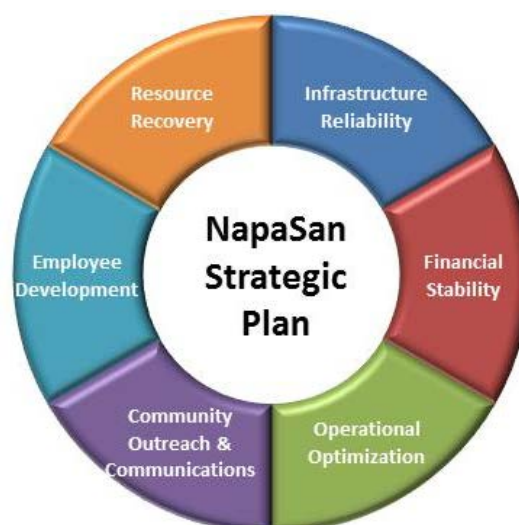 Resource
Recovery
Infrastructure
Reliability
Employee
Development
NapaSan
Strategic
Plan
Financial
Stability
Community
Outreach &
Communications
Operational
Optimization